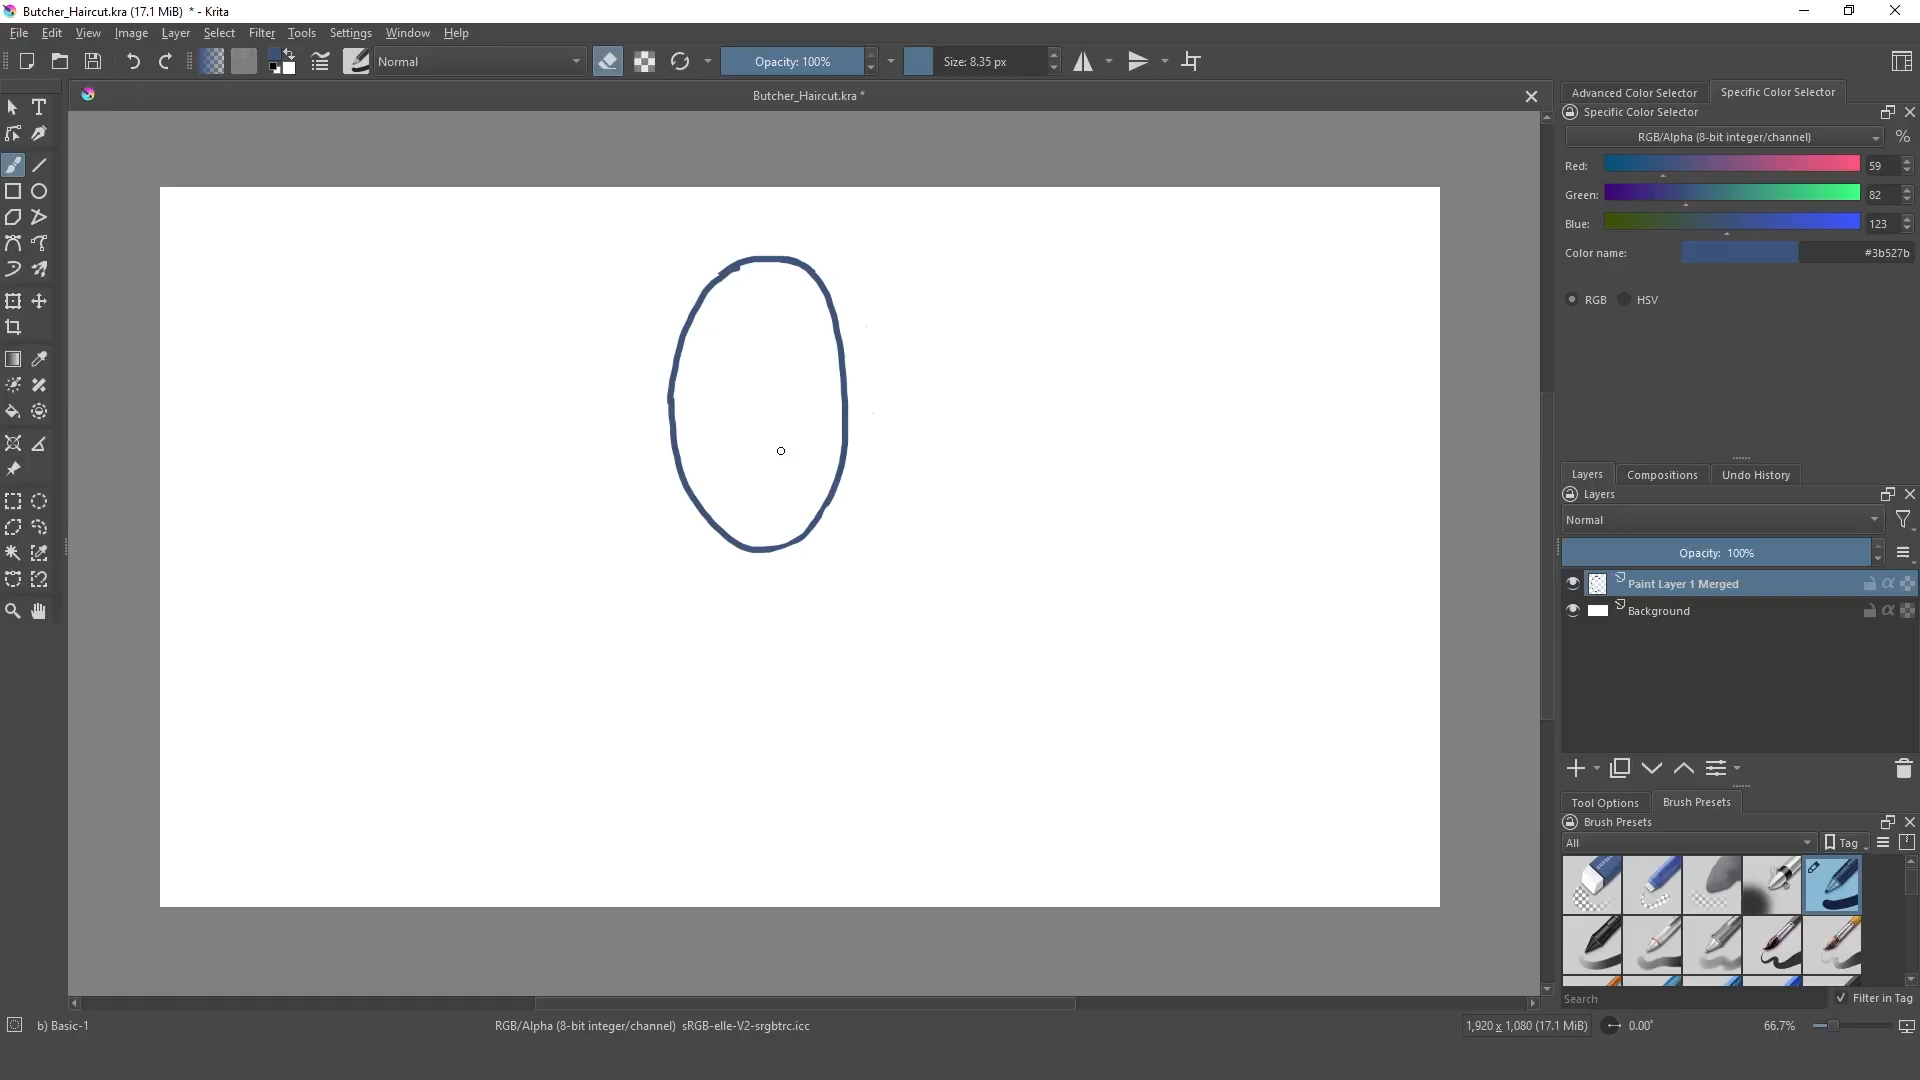 Butcher_Haircut.kra (17.1 MiB) * - Krita
File Edit View Image Layer Select Filter Tools Settings Window Help
Normal Opacity: 100% Size: 8.35 px
Butcher_Haircut.kra *
Advanced Color Selector Specific Color Selector
Specific Color Selector
RGB/Alpha (8-bit integer/channel) %
Red: 59
Green: 82
Blue: 123
Color name: #3b527b
RGB HSV
Layers Compositions Undo History
Layers
Normal
Opacity: 100%
Paint Layer 1 Merged
Background
Tool Options Brush Presets
Brush Presets
All Tag
Search Filter in Tag
b) Basic-1 RGB/Alpha (8-bit integer/channel) sRGB-elle-V2-srgbtrc.icc 1,920 x 1,080 (17.1 MiB) 0.00° 66.7%